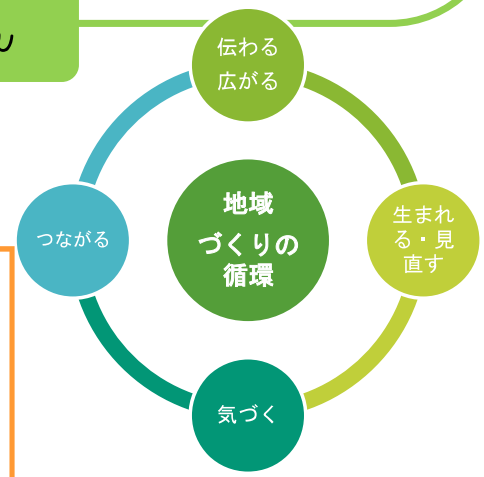 ん
伝わる
広がる
地域
づくりの
循環
つながる
生まれ
る・見
直す
気づく